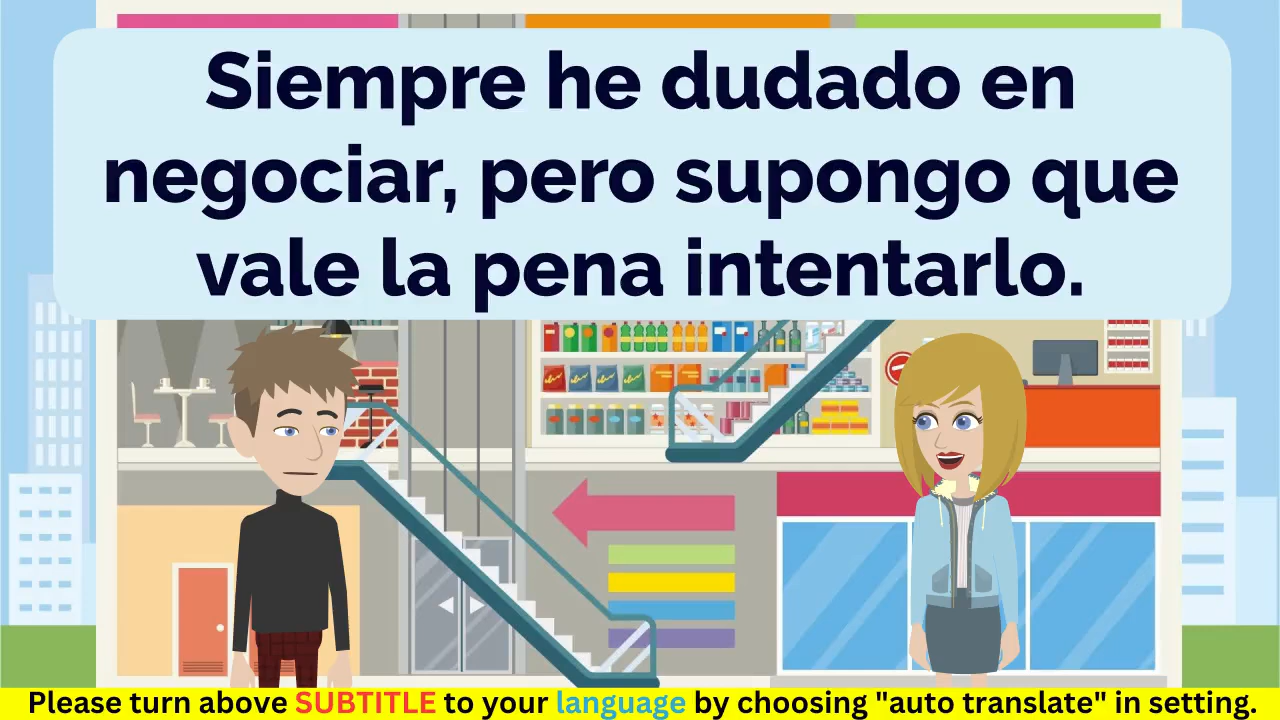 Siempre he dudado en
negociar, pero supongo que
vale la pena intentarlo.
Please turn above SUBTITLE to your language by choosing "auto translate" in setting.